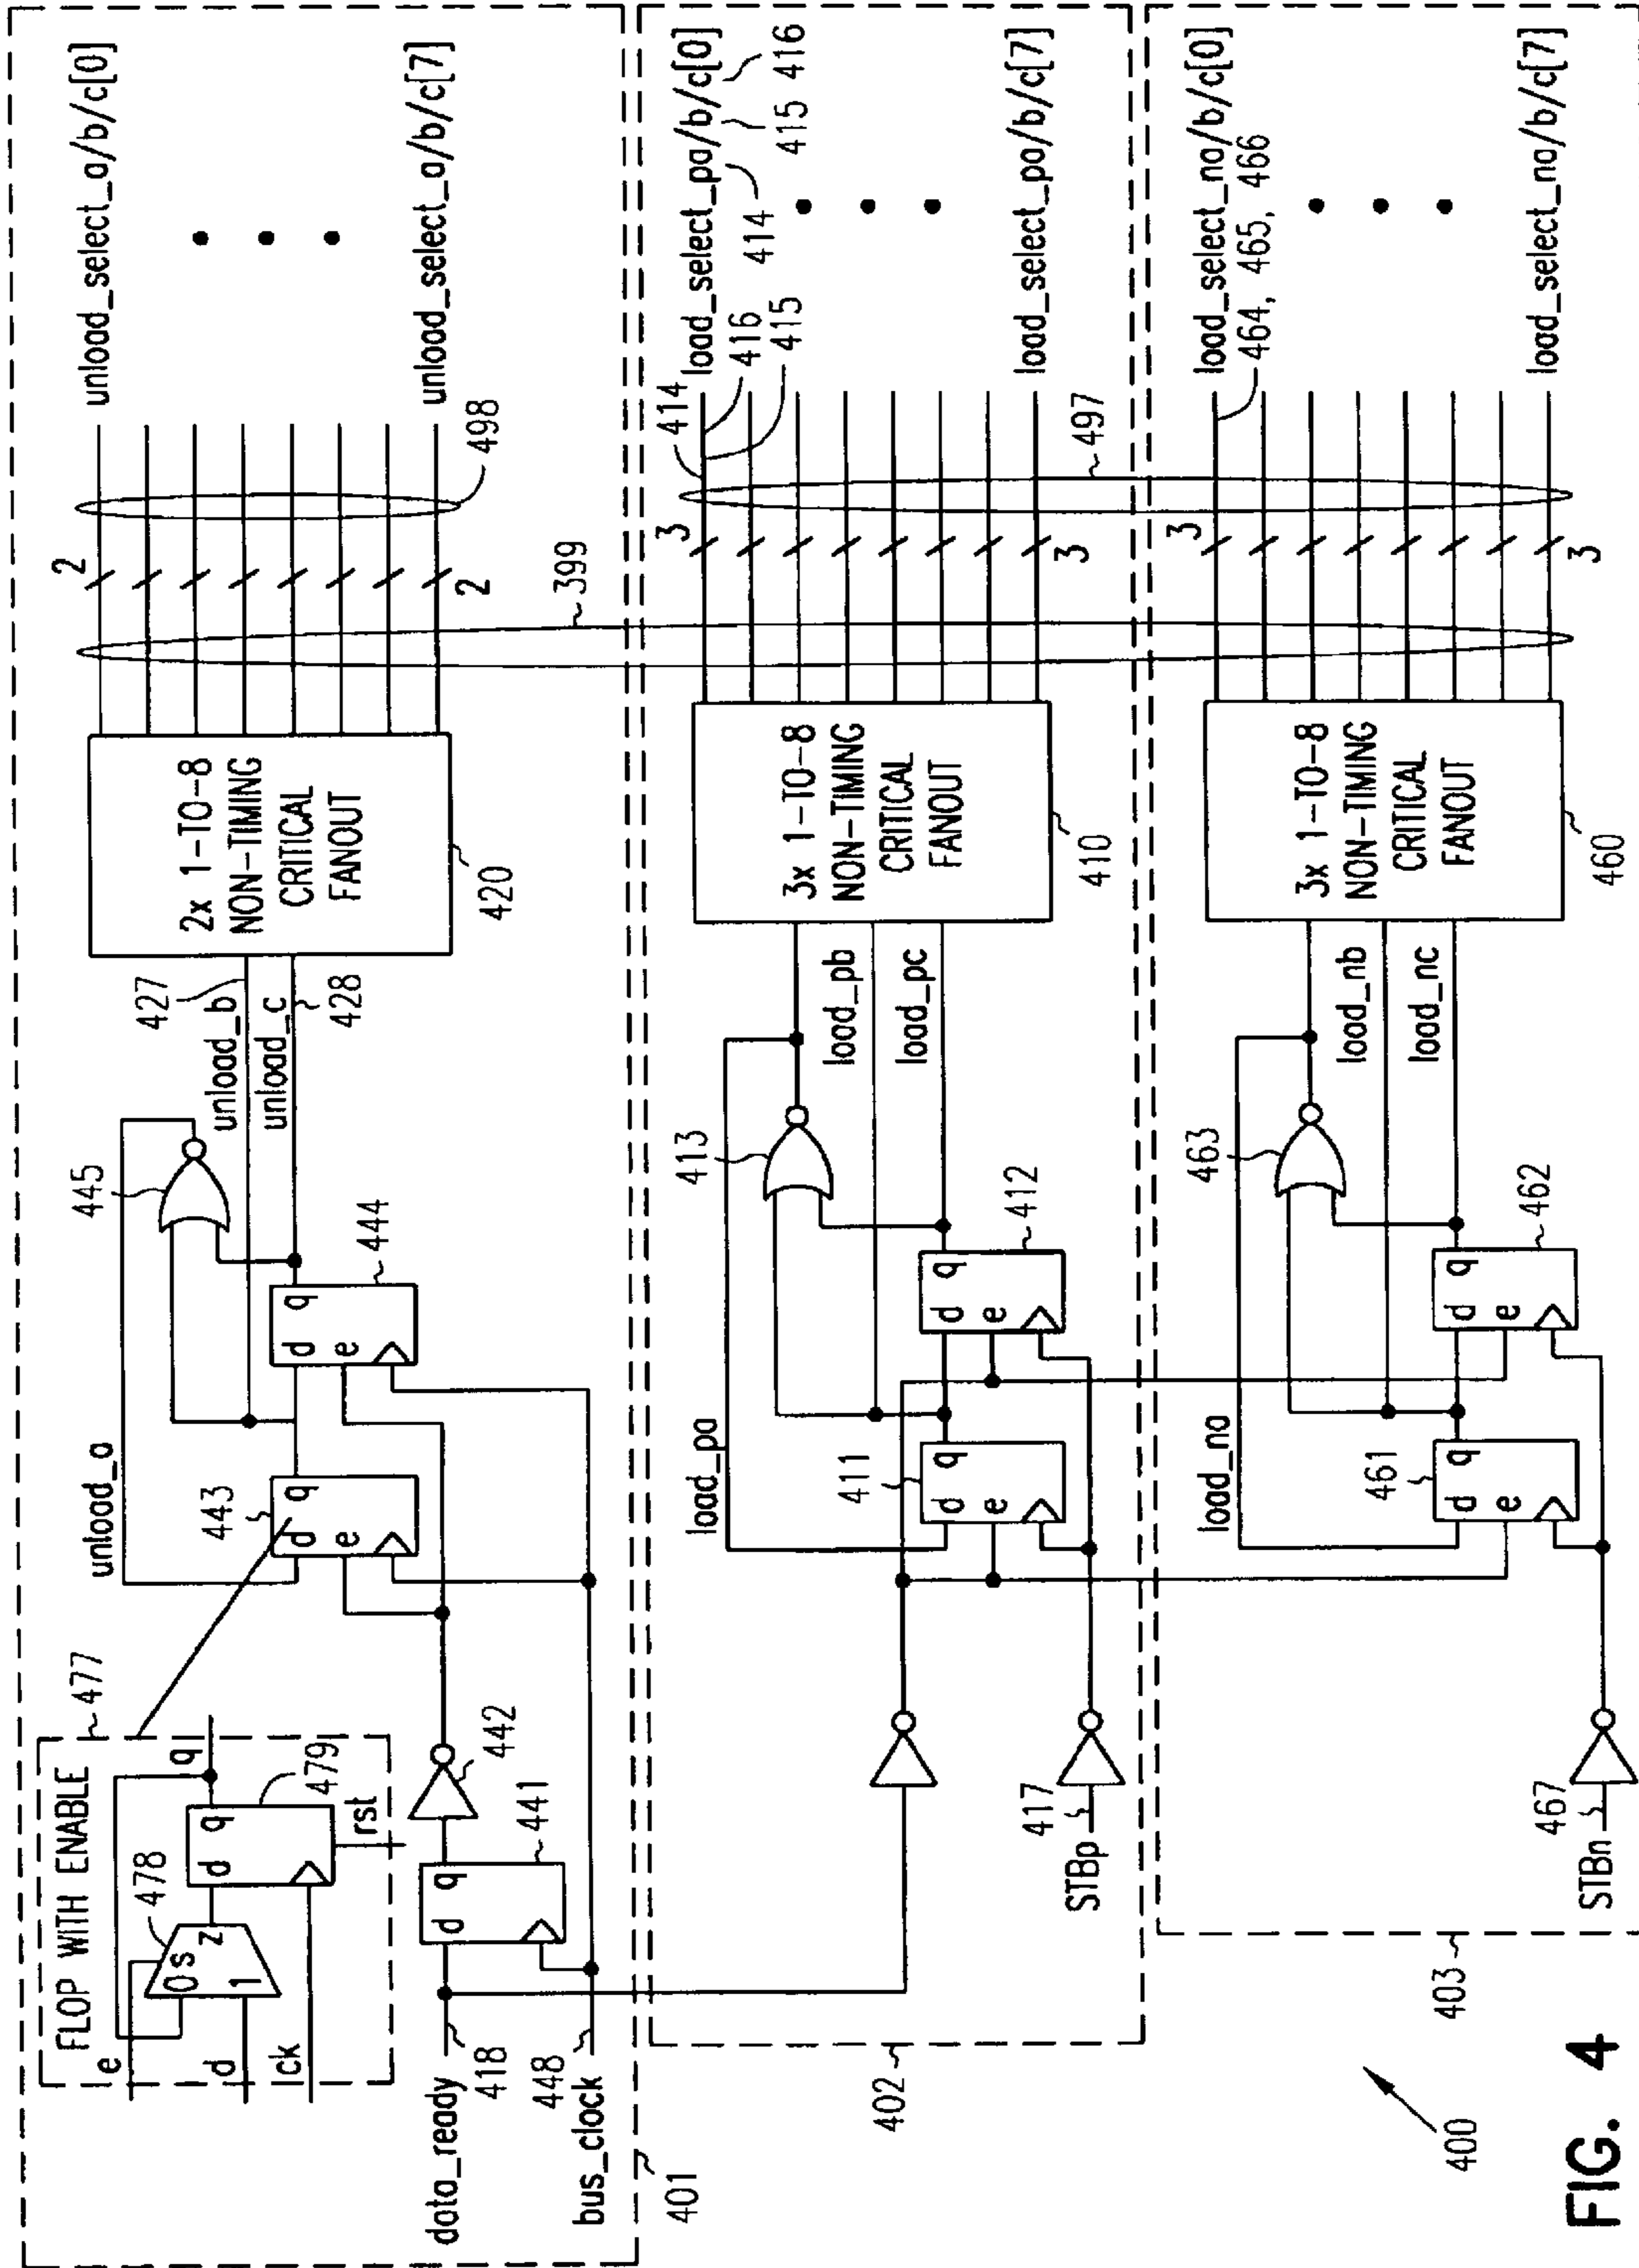 FLOP WITH ENABLE
477
e
d
ck
478
0
s
z
1
d
q
q
479
rst
data_ready
418
448
bus_clock
401
d
q
441
442
443
d
e
q
unload_a
444
d
e
q
445
unload_b
427
unload_c
428
2x 1-TO-8
NON-TIMING
CRITICAL
FANOUT
420
2
2
399
498
unload_select_a/b/c[0]
unload_select_a/b/c[7]
402
417
STBp
load_pa
411
d
e
q
412
d
e
q
413
load_pb
load_pc
3x 1-TO-8
NON-TIMING
CRITICAL
FANOUT
410
3
3
414
416
415
497
load_select_pa/b/c[0]
414
415
416
load_select_pa/b/c[7]
403
467
STBn
load_na
461
d
e
q
462
d
e
q
463
load_nb
load_nc
3x 1-TO-8
NON-TIMING
CRITICAL
FANOUT
460
3
3
load_select_na/b/c[0]
464, 465, 466
load_select_na/b/c[7]
400
FIG. 4